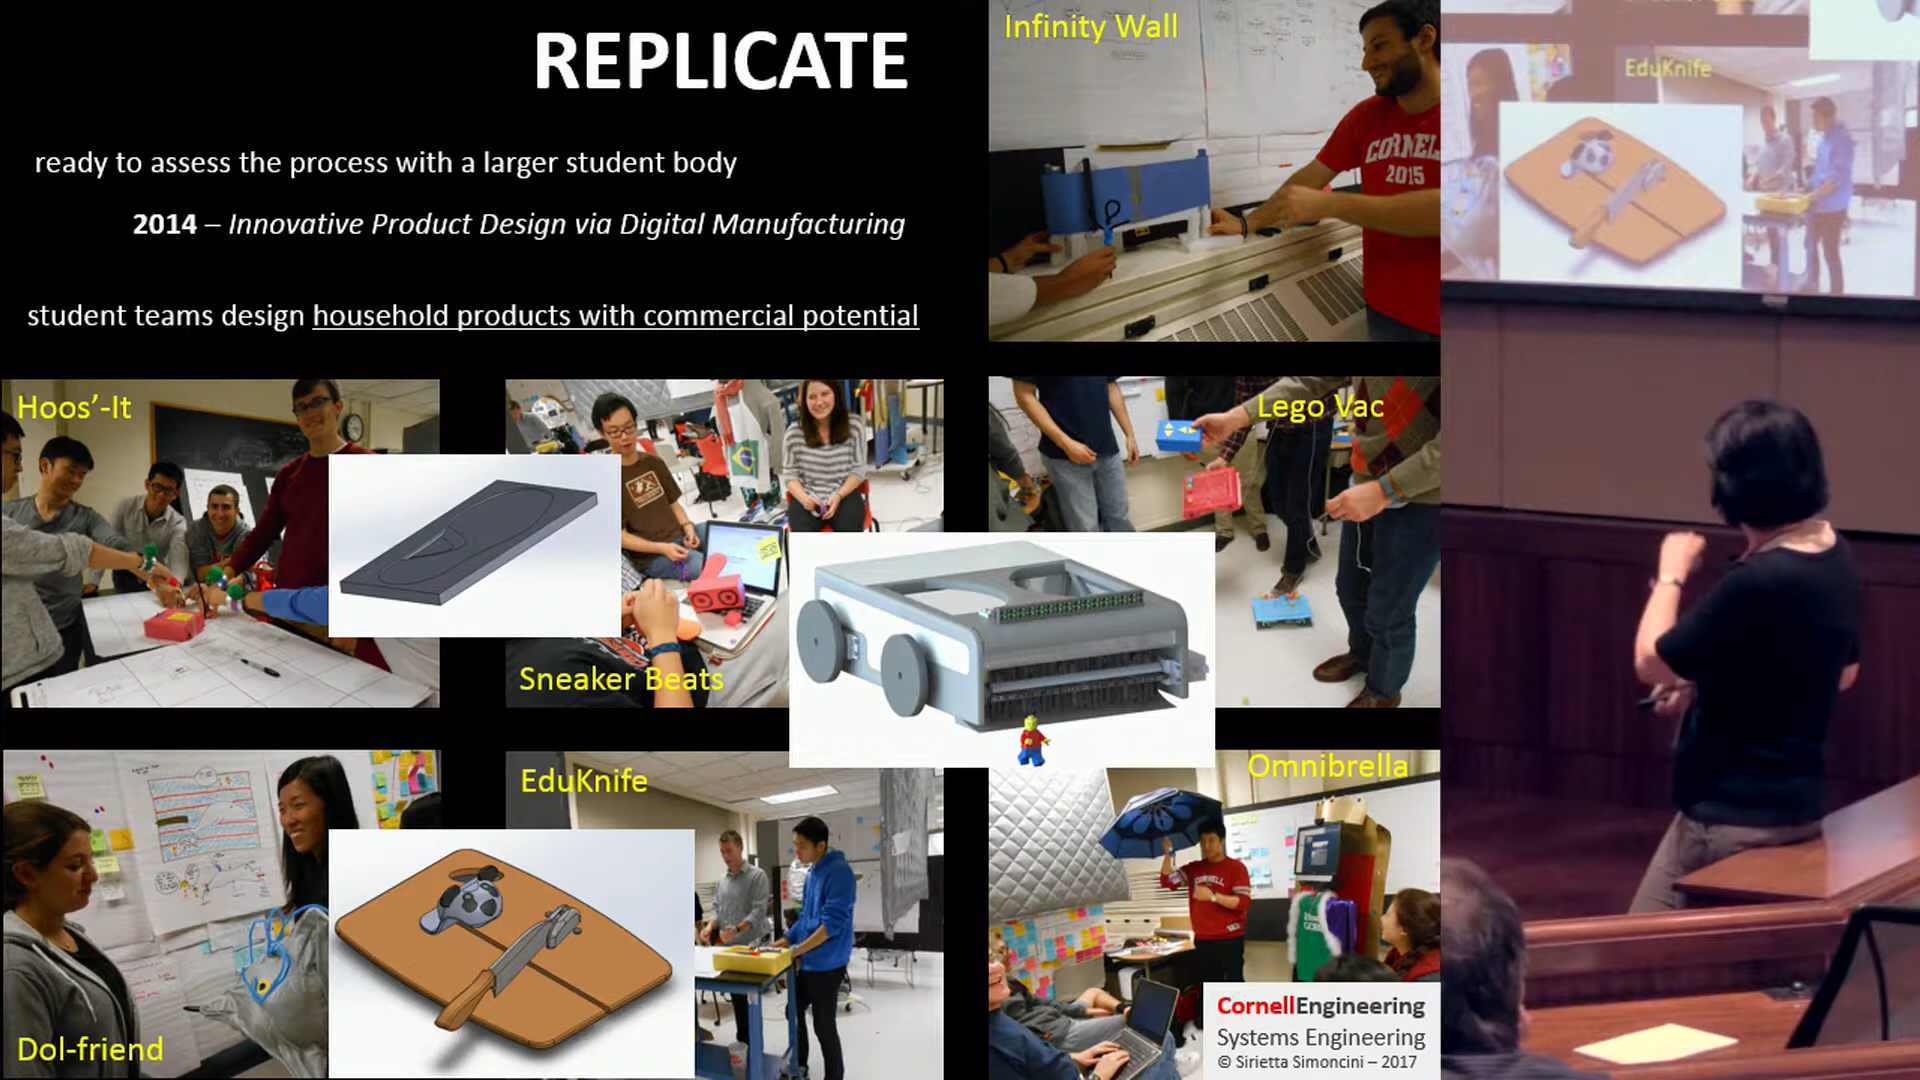 REPLICATE
ready to assess the process with a larger student body
2014 – Innovative Product Design via Digital Manufacturing
student teams design household products with commercial potential
Infinity Wall
CORNELL
2015
EduKnife
Hoos’-It
Sneaker Beats
Lego Vac
Dol-friend
EduKnife
Omnibrella
CORNELL
CornellEngineering
Systems Engineering
© Sirietta Simoncini – 2017